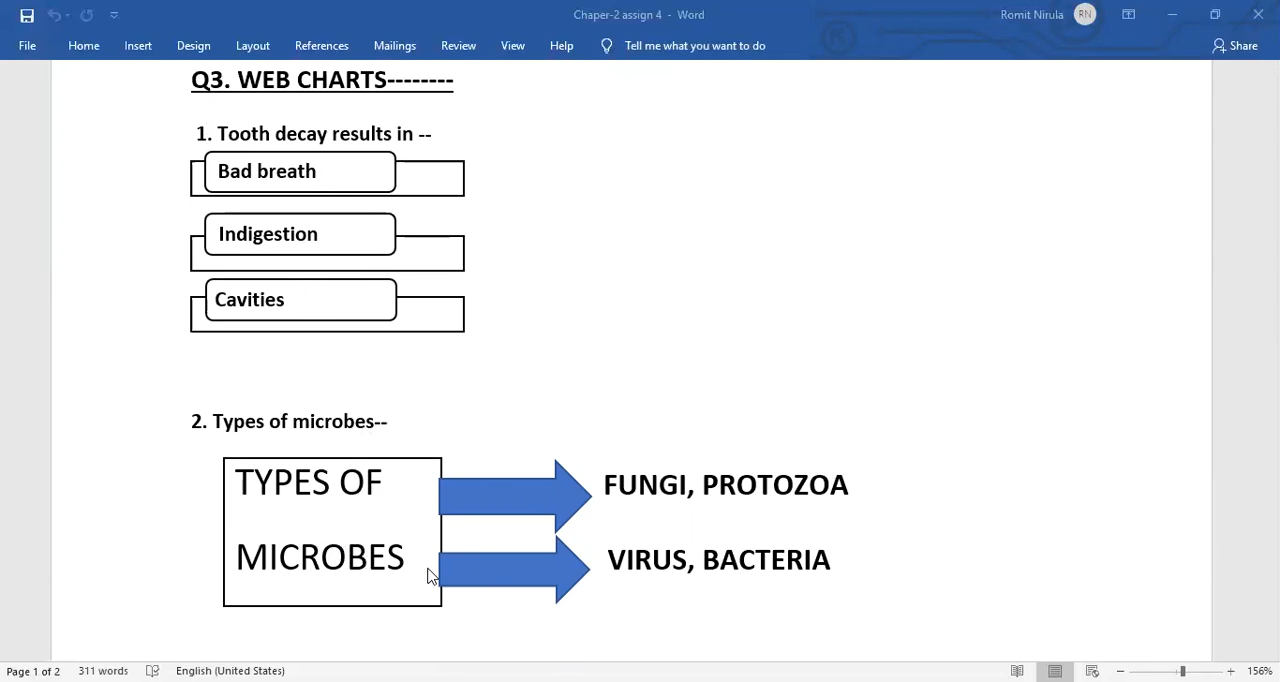 Chaper-2 assign 4 - Word
Romit Nirula RN
File Home Insert Design Layout References Mailings Review View Help Tell me what you want to do Share
Q3. WEB CHARTS--------
1. Tooth decay results in --
Bad breath
Indigestion
Cavities
2. Types of microbes--
TYPES OF
FUNGI, PROTOZOA
MICROBES
VIRUS, BACTERIA
Page 1 of 2 311 words English (United States) 156%